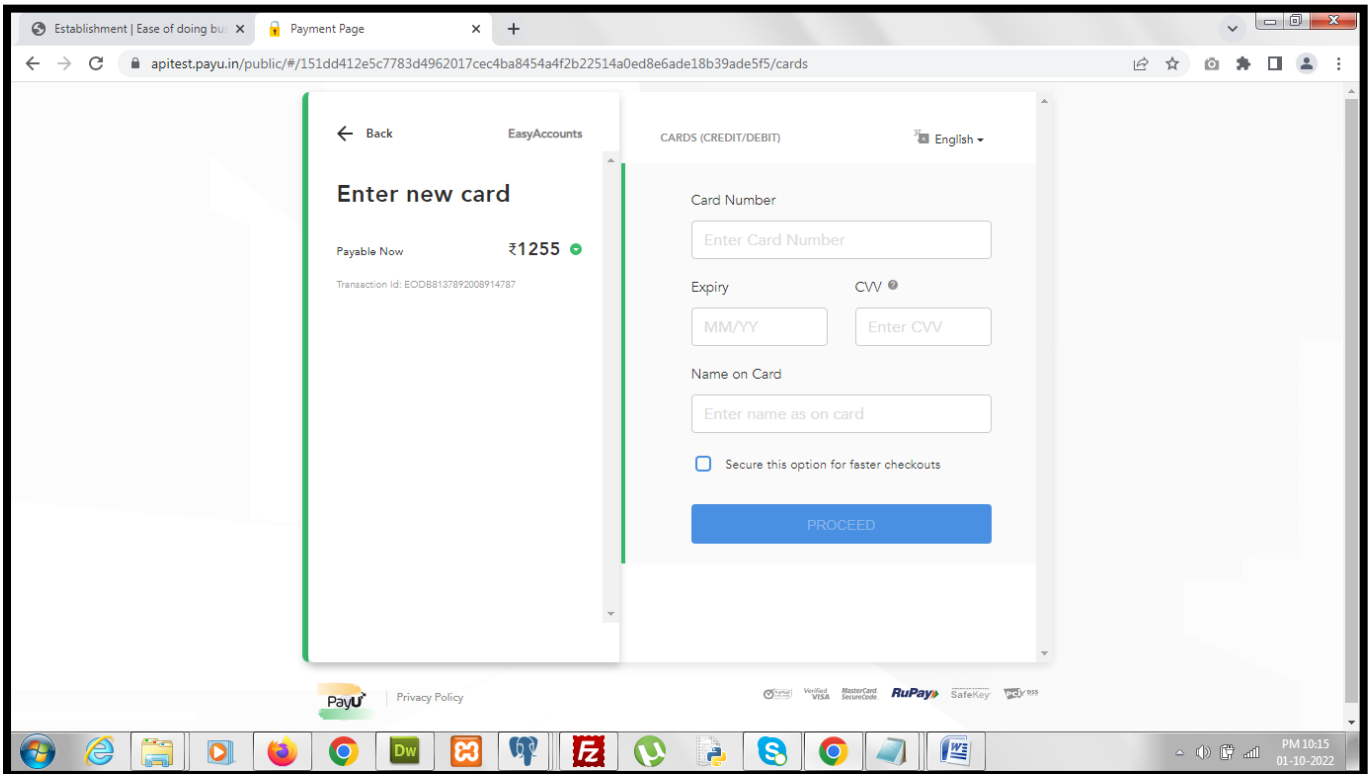 Establishment | Ease of doing bu
Payment Page
apitest.payu.in/public/#/151dd412e5c7783d4962017cec4ba8454a4f2b22514a0ed8e6ade18b39ade5f5/cards
Back
EasyAccounts
CARDS (CREDIT/DEBIT)
English
Enter new card
Payable Now
₹1255
Transaction Id: EODB8137892008914787
Card Number
Enter Card Number
Expiry
CVV
MM/YY
Enter CVV
Name on Card
Enter name as on card
Secure this option for faster checkouts
PROCEED
PayU
Privacy Policy
Verified
VISA
MasterCard
SecureCode
RuPay
SafeKey
PCI DSS
Dw
PM 10:15
01-10-2022